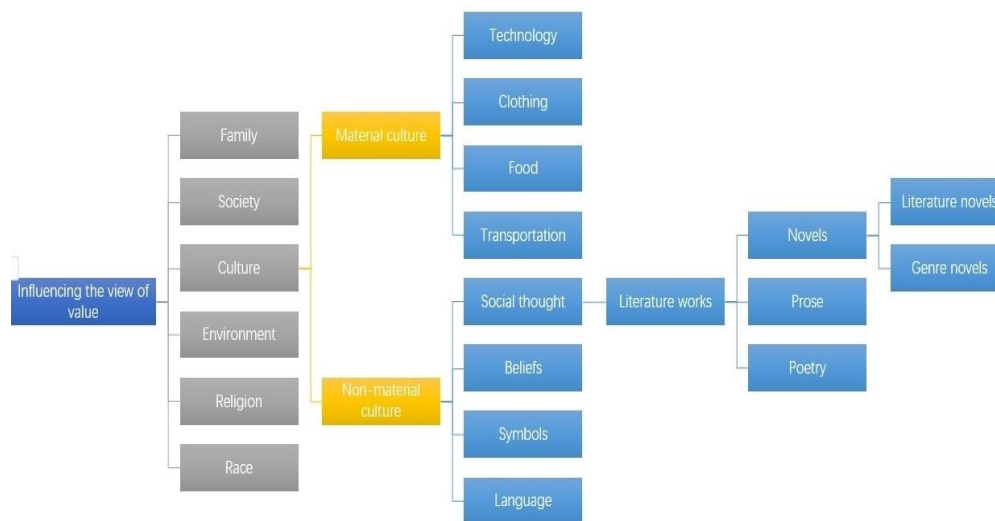 Influencing the view of
value
Family
Society
Culture
Environment
Religion
Race
Material culture
Non-material
culture
Technology
Clothing
Food
Transportation
Social thought
Beliefs
Symbols
Language
Literature works
Novels
Prose
Poetry
Literature novels
Genre novels